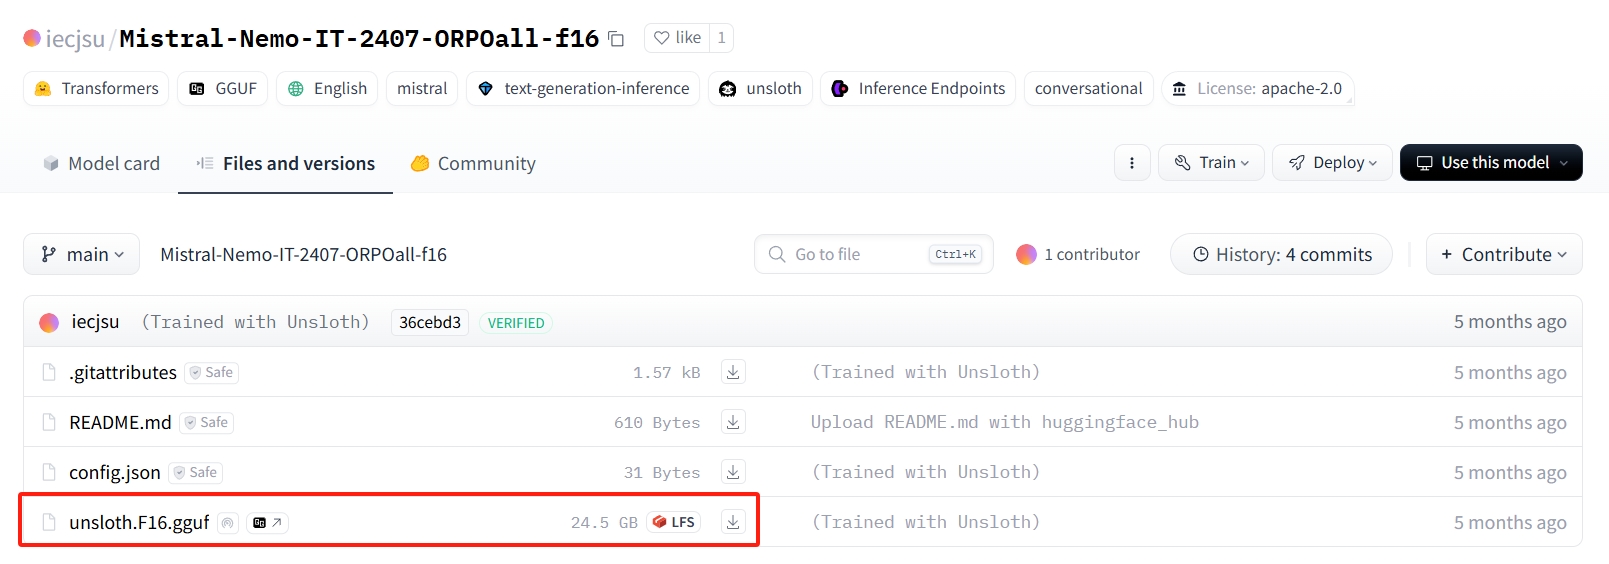 iecjsu/Mistral-Nemo-IT-2407-ORPOall-f16 like 1
Transformers GGUF English mistral text-generation-inference unsloth Inference Endpoints conversational License: apache-2.0
Model card Files and versions Community Train Deploy Use this model
main Mistral-Nemo-IT-2407-ORPOall-f16 Go to file Ctrl+K 1 contributor History: 4 commits + Contribute
iecjsu (Trained with Unsloth) 36cebd3 VERIFIED 5 months ago
.gitattributes Safe 1.57 kB (Trained with Unsloth) 5 months ago
README.md Safe 610 Bytes Upload README.md with huggingface_hub 5 months ago
config.json Safe 31 Bytes (Trained with Unsloth) 5 months ago
unsloth.F16.gguf 24.5 GB LFS (Trained with Unsloth) 5 months ago